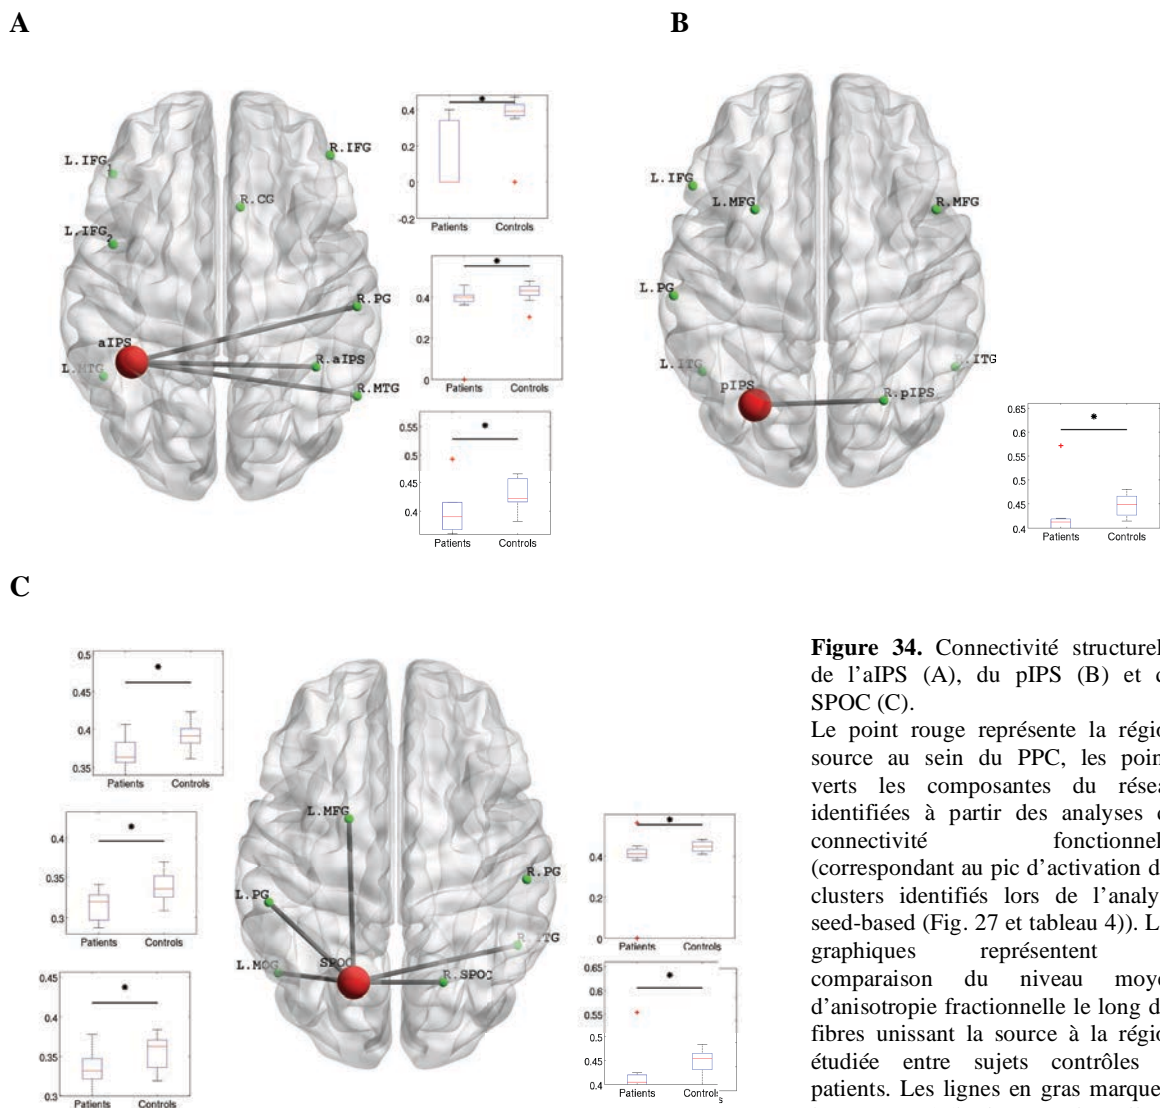 A
B
L.IFG1
R.IFG
R.CG
L.IFG2
R.PG
aIPS
R.aIPS
L.MTG
R.MTG
0.4
0.2
0
-0.2
Patients Controls
0.4
0.2
0
Patients Controls
0.55
0.5
0.45
0.4
Patients Controls
L.IFG
L.MFG
R.MFG
L.PG
L.ITG
R.ITG
pIPS
R.pIPS
0.65
0.6
0.55
0.5
0.45
0.4
Patients Controls
C
0.5
0.45
0.4
0.35
Patients Controls
0.4
0.35
0.3
Patients Controls
0.45
0.4
0.35
0.3
Patients Controls
L.MFG
R.PG
L.PG
R.ITG
SPOC
L.MOG
R.SPOC
0.4
0.2
0
Patients Controls
0.65
0.6
0.55
0.5
0.45
0.4
Patients Controls
Figure 34. Connectivité structurel
de l'aIPS (A), du pIPS (B) et d
SPOC (C).
Le point rouge représente la régio
source au sein du PPC, les poin
verts les composantes du résea
identifiées à partir des analyses d
connectivité fonctionnel
(correspondant au pic d'activation d
clusters identifiés lors de l'analy
seed-based (Fig. 27 et tableau 4)). L
graphiques représentent
comparaison du niveau moye
d'anisotropie fractionnelle le long d
fibres unissant la source à la régio
étudiée entre sujets contrôles
patients. Les lignes en gras marque